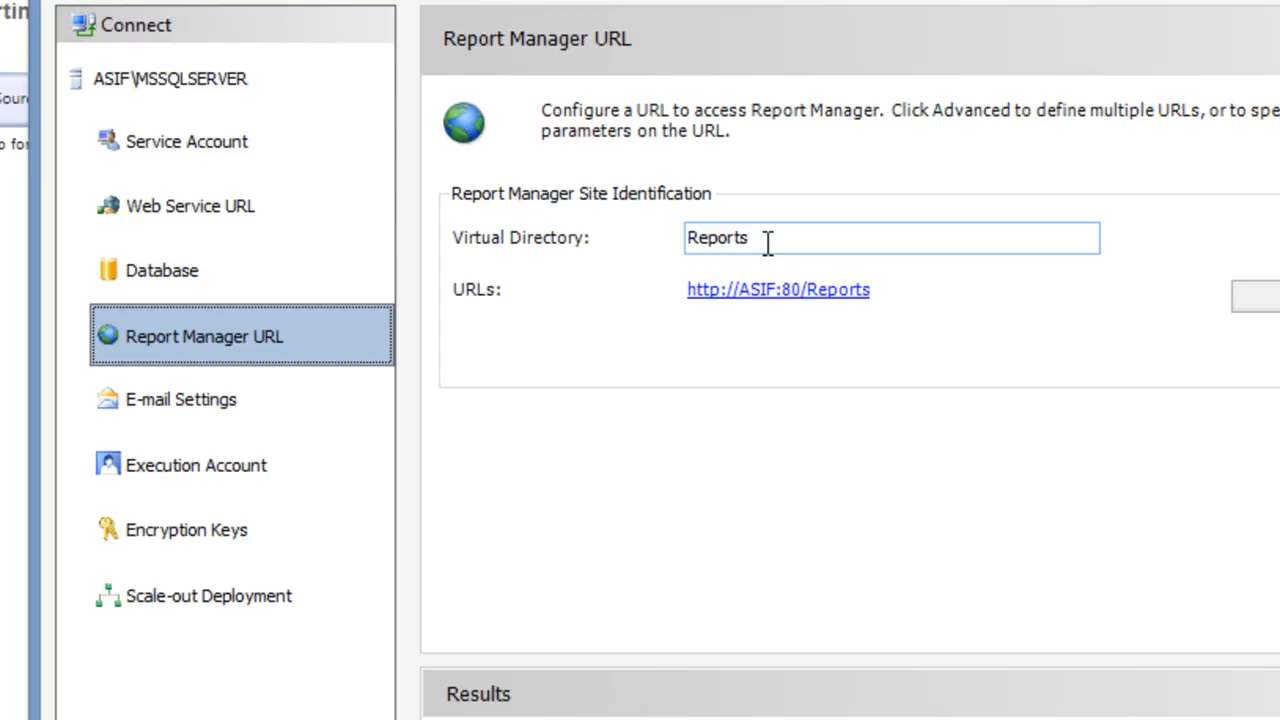 Connect
ASIF\MSSQLSERVER
Service Account
Web Service URL
Database
Report Manager URL
E-mail Settings
Execution Account
Encryption Keys
Scale-out Deployment
Report Manager URL
Configure a URL to access Report Manager. Click Advanced to define multiple URLs, or to spe
parameters on the URL.
Report Manager Site Identification
Virtual Directory: Reports
URLs: http://ASIF:80/Reports
Results